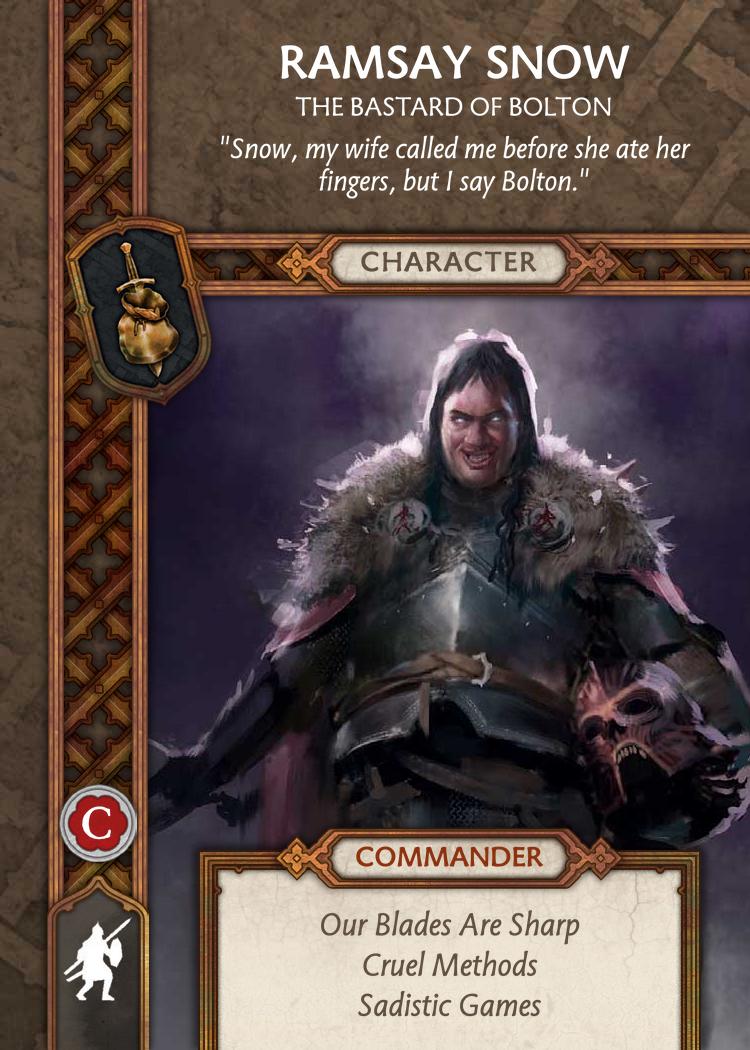 RAMSAY SNOW
THE BASTARD OF BOLTON
"Snow, my wife called me before she ate her
fingers, but I say Bolton."
CHARACTER
C
COMMANDER
Our Blades Are Sharp
Cruel Methods
Sadistic Games